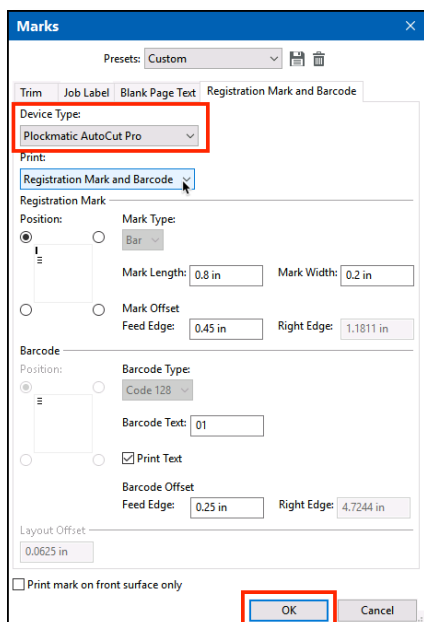 Marks
Presets: Custom
Trim Job Label Blank Page Text Registration Mark and Barcode
Device Type:
Plockmatic AutoCut Pro
Print:
Registration Mark and Barcode
Registration Mark
Position: Mark Type:
Bar
Mark Length: 0.8 in Mark Width: 0.2 in
Mark Offset
Feed Edge: 0.45 in Right Edge: 1.1811 in
Barcode
Position: Barcode Type:
Code 128
Barcode Text: 01
Print Text
Barcode Offset
Feed Edge: 0.25 in Right Edge: 4.7244 in
Layout Offset
0.0625 in
Print mark on front surface only
OK Cancel